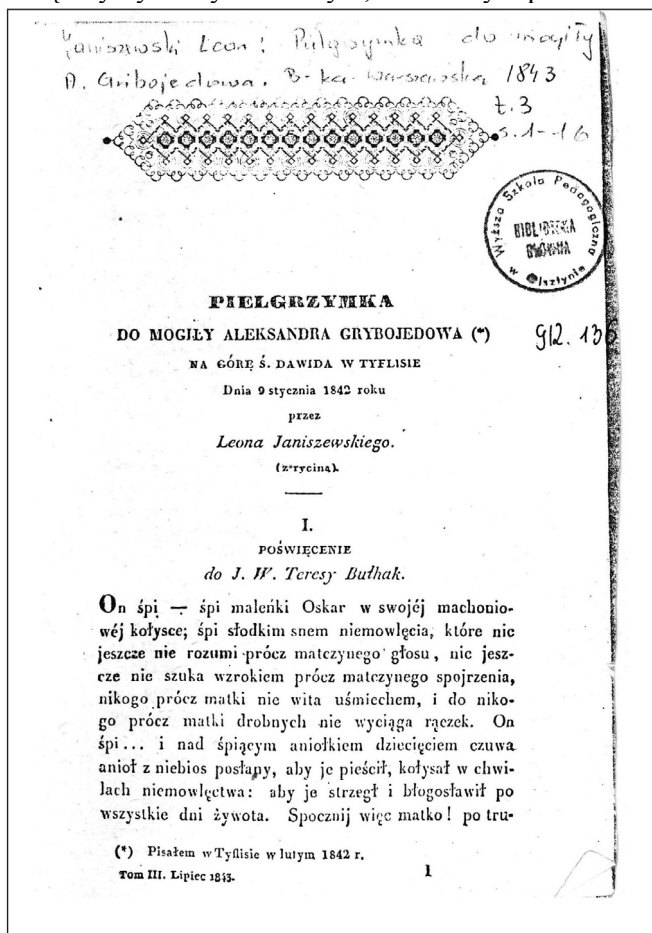 Janiszewski Leon: Pielgrzymka do mogiły
A. Gribojedowa. B-ka Warszawska 1843
t.3
s.1-16
Wyższa Szkoła Pedagogiczna
BIBLIOTEKA
GŁÓWNA
w Olsztynie
PIELGRZYMKA
DO MOGIŁY ALEKSANDRA GRYBOJEDOWA (*)
912.136
NA GÓRĘ Ś. DAWIDA W TYFLISIE
Dnia 9 stycznia 1842 roku
przez
Leona Janiszewskiego.
(z ryciną).
I.
POŚWIĘCENIE
do J. W. Teresy Bułhak.
On śpi — śpi maleńki Oskar w swojéj machonio-
wéj kołysce; śpi słodkim snem niemowlęcia, które nic
jeszcze nie rozumi prócz matczynego głosu, nic jesz-
cze nie szuka wzrokiem prócz matczynego spojrzenia,
nikogo prócz matki nie wita uśmiechem, i do niko-
go prócz matki drobnych nie wyciąga rączek. On
śpi... i nad śpiącym aniołkiem dziecięciem czuwa
anioł z niebios posłany, aby je pieścił, kołysał w chwi-
lach niemowlęctwa: aby je strzegł i błogosławił po
wszystkie dni żywota. Spocznij więc matko! po tru-
(*) Pisałem w Tyflisie w lutym 1842 r.
Tom III. Lipiec 1843. 1